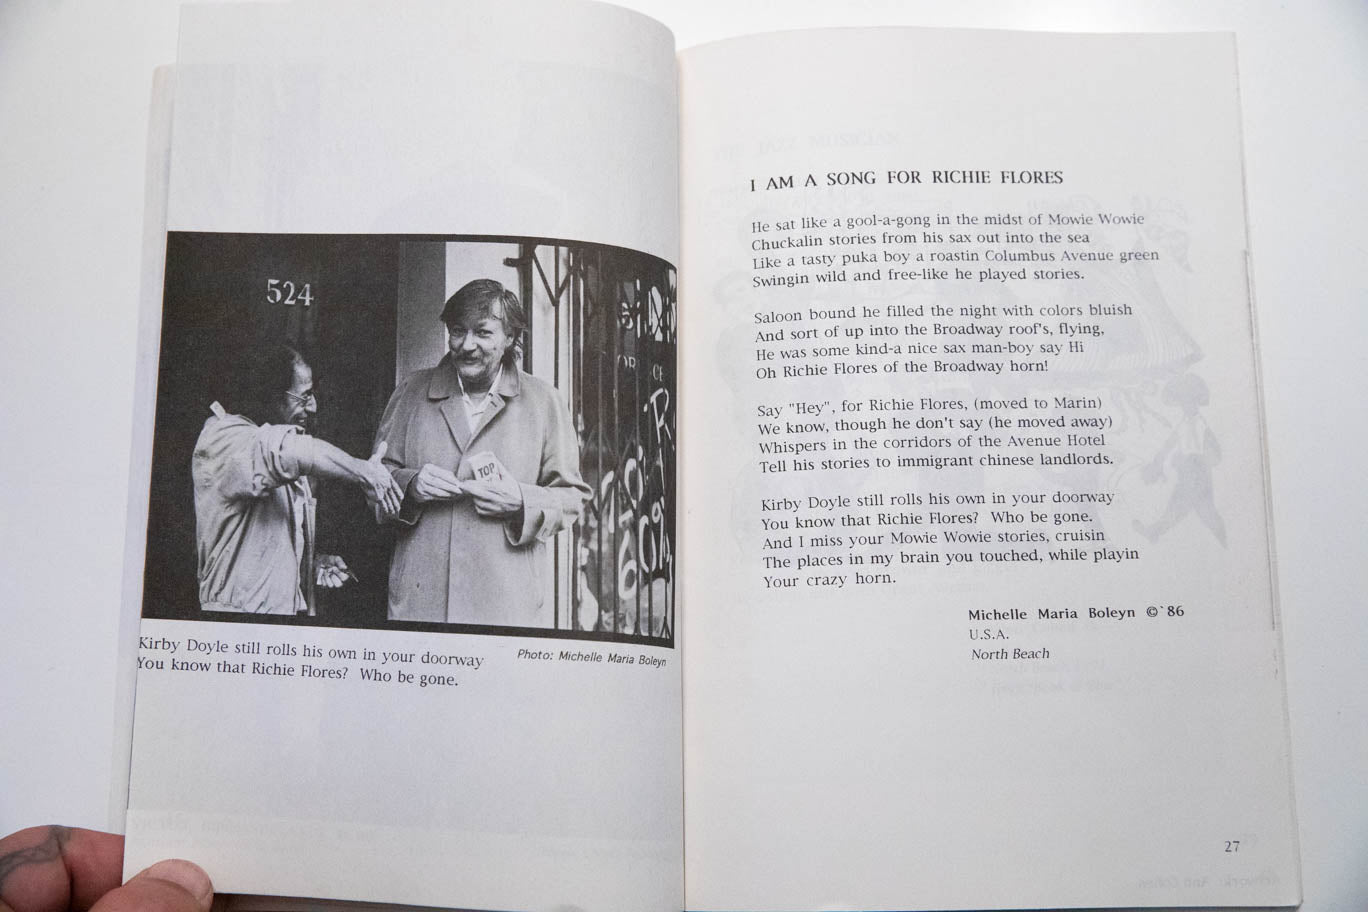 524
TOP
Kirby Doyle still rolls his own in your doorway
You know that Richie Flores?  Who be gone.
Photo: Michelle Maria Boleyn
I AM A SONG FOR RICHIE FLORES
He sat like a gool-a-gong in the midst of Mowie Wowie
Chuckalin stories from his sax out into the sea
Like a tasty puka boy a roastin Columbus Avenue green
Swingin wild and free-like he played stories.
Saloon bound he filled the night with colors bluish
And sort of up into the Broadway roof's, flying,
He was some kind-a nice sax man-boy say Hi
Oh Richie Flores of the Broadway horn!
Say "Hey", for Richie Flores, (moved to Marin)
We know, though he don't say (he moved away)
Whispers in the corridors of the Avenue Hotel
Tell his stories to immigrant chinese landlords.
Kirby Doyle still rolls his own in your doorway
You know that Richie Flores?  Who be gone.
And I miss your Mowie Wowie stories, cruisin
The places in my brain you touched, while playin
Your crazy horn.
Michelle Maria Boleyn ©`86
U.S.A.
North Beach
27